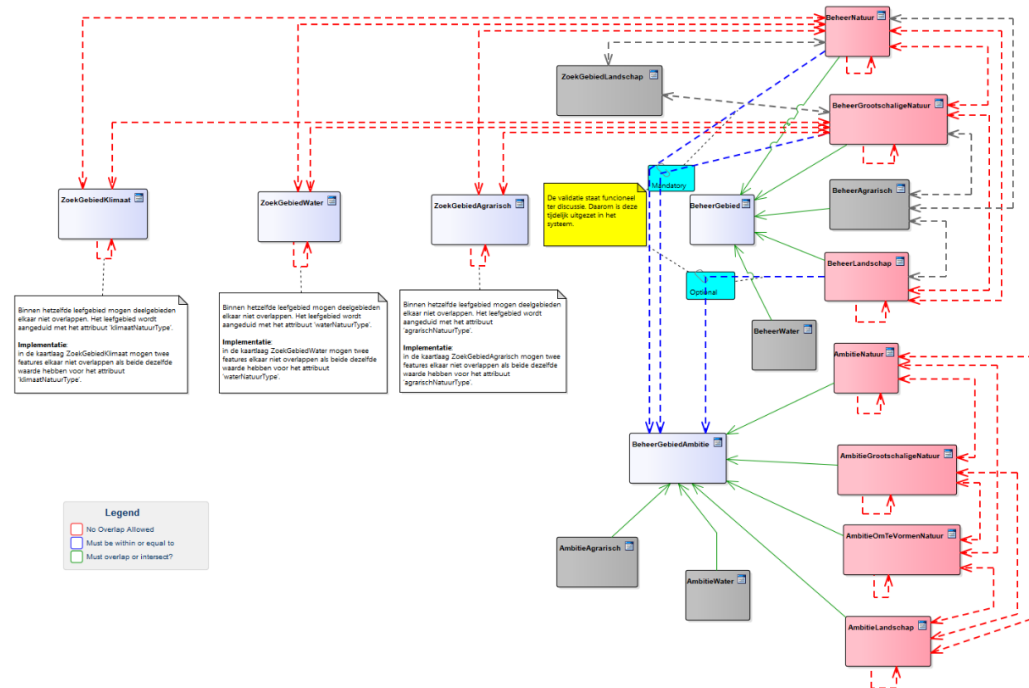 BeheerNatuur
ZoekGebiedLandschap
BeheerGrootschaligeNatuur
ZoekGebiedKlimaat
ZoekGebiedWater
ZoekGebiedAgrarisch
De validatie staat functioneel
ter discussie. Daarom is deze
tijdelijk uitgezet in het
systeem.
Mandatory
BeheerGebied
BeheerAgrarisch
BeheerLandschap
Optional
BeheerWater
Binnen hetzelfde leefgebied mogen deelgebieden
elkaar niet overlappen. Het leefgebied wordt
aangeduid met het attribuut 'klimaatNatuurType'.
Implementatie:
in de kaartlaag ZoekGebiedKlimaat mogen twee
features elkaar niet overlappen als beide dezelfde
waarde hebben voor het attribuut
'klimaatNatuurType'.
Binnen hetzelfde leefgebied mogen deelgebieden
elkaar niet overlappen. Het leefgebied wordt
aangeduid met het attribuut 'waterNatuurType'.
Implementatie:
in de kaartlaag ZoekGebiedWater mogen twee
features elkaar niet overlappen als beide dezelfde
waarde hebben voor het attribuut
'waterNatuurType'.
Binnen hetzelfde leefgebied mogen deelgebieden
elkaar niet overlappen. Het leefgebied wordt
aangeduid met het attribuut
'agrarischNatuurType'.
Implementatie:
in de kaartlaag ZoekGebiedAgrarisch mogen twee
features elkaar niet overlappen als beide dezelfde
waarde hebben voor het attribuut
'agrarischNatuurType'.
AmbitieNatuur
BeheerGebiedAmbitie
AmbitieGrootschaligeNatuur
AmbitieOmTeVormenNatuur
AmbitieAgrarisch
AmbitieWater
AmbitieLandschap
Legend
No Overlap Allowed
Must be within or equal to
Must overlap or intersect?